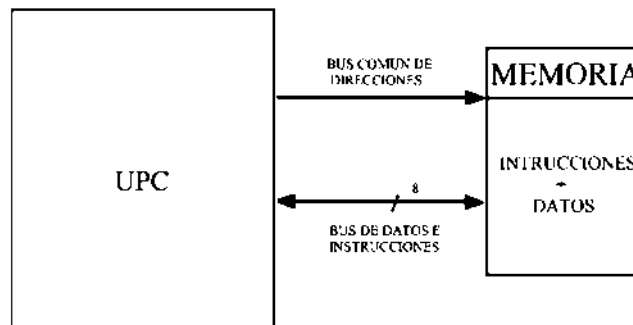 BUS COMUN DE
DIRECCIONES
MEMORIA
UPC
INTRUCCIONES
+
DATOS
8
BUS DE DATOS E
INSTRUCCIONES